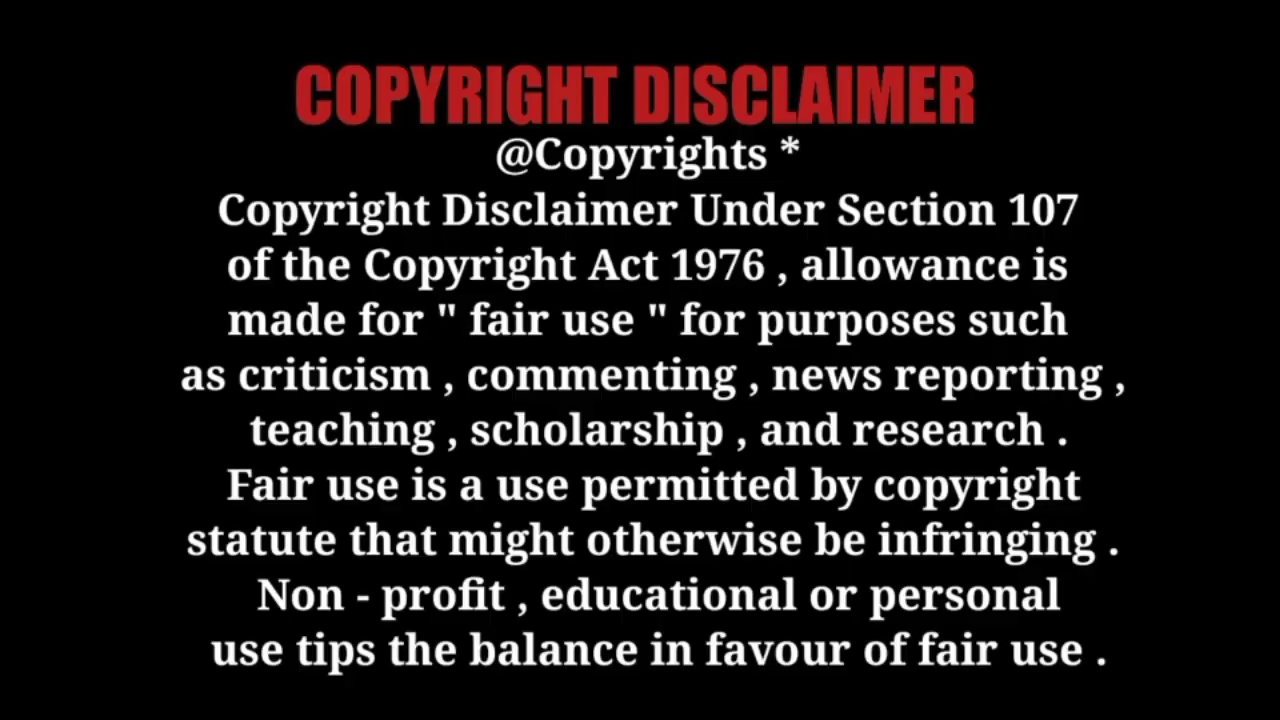 COPYRIGHT DISCLAIMER
@Copyrights *
Copyright Disclaimer Under Section 107
of the Copyright Act 1976 , allowance is
made for " fair use " for purposes such
as criticism , commenting , news reporting ,
teaching , scholarship , and research .
Fair use is a use permitted by copyright
statute that might otherwise be infringing .
Non - profit , educational or personal
use tips the balance in favour of fair use .